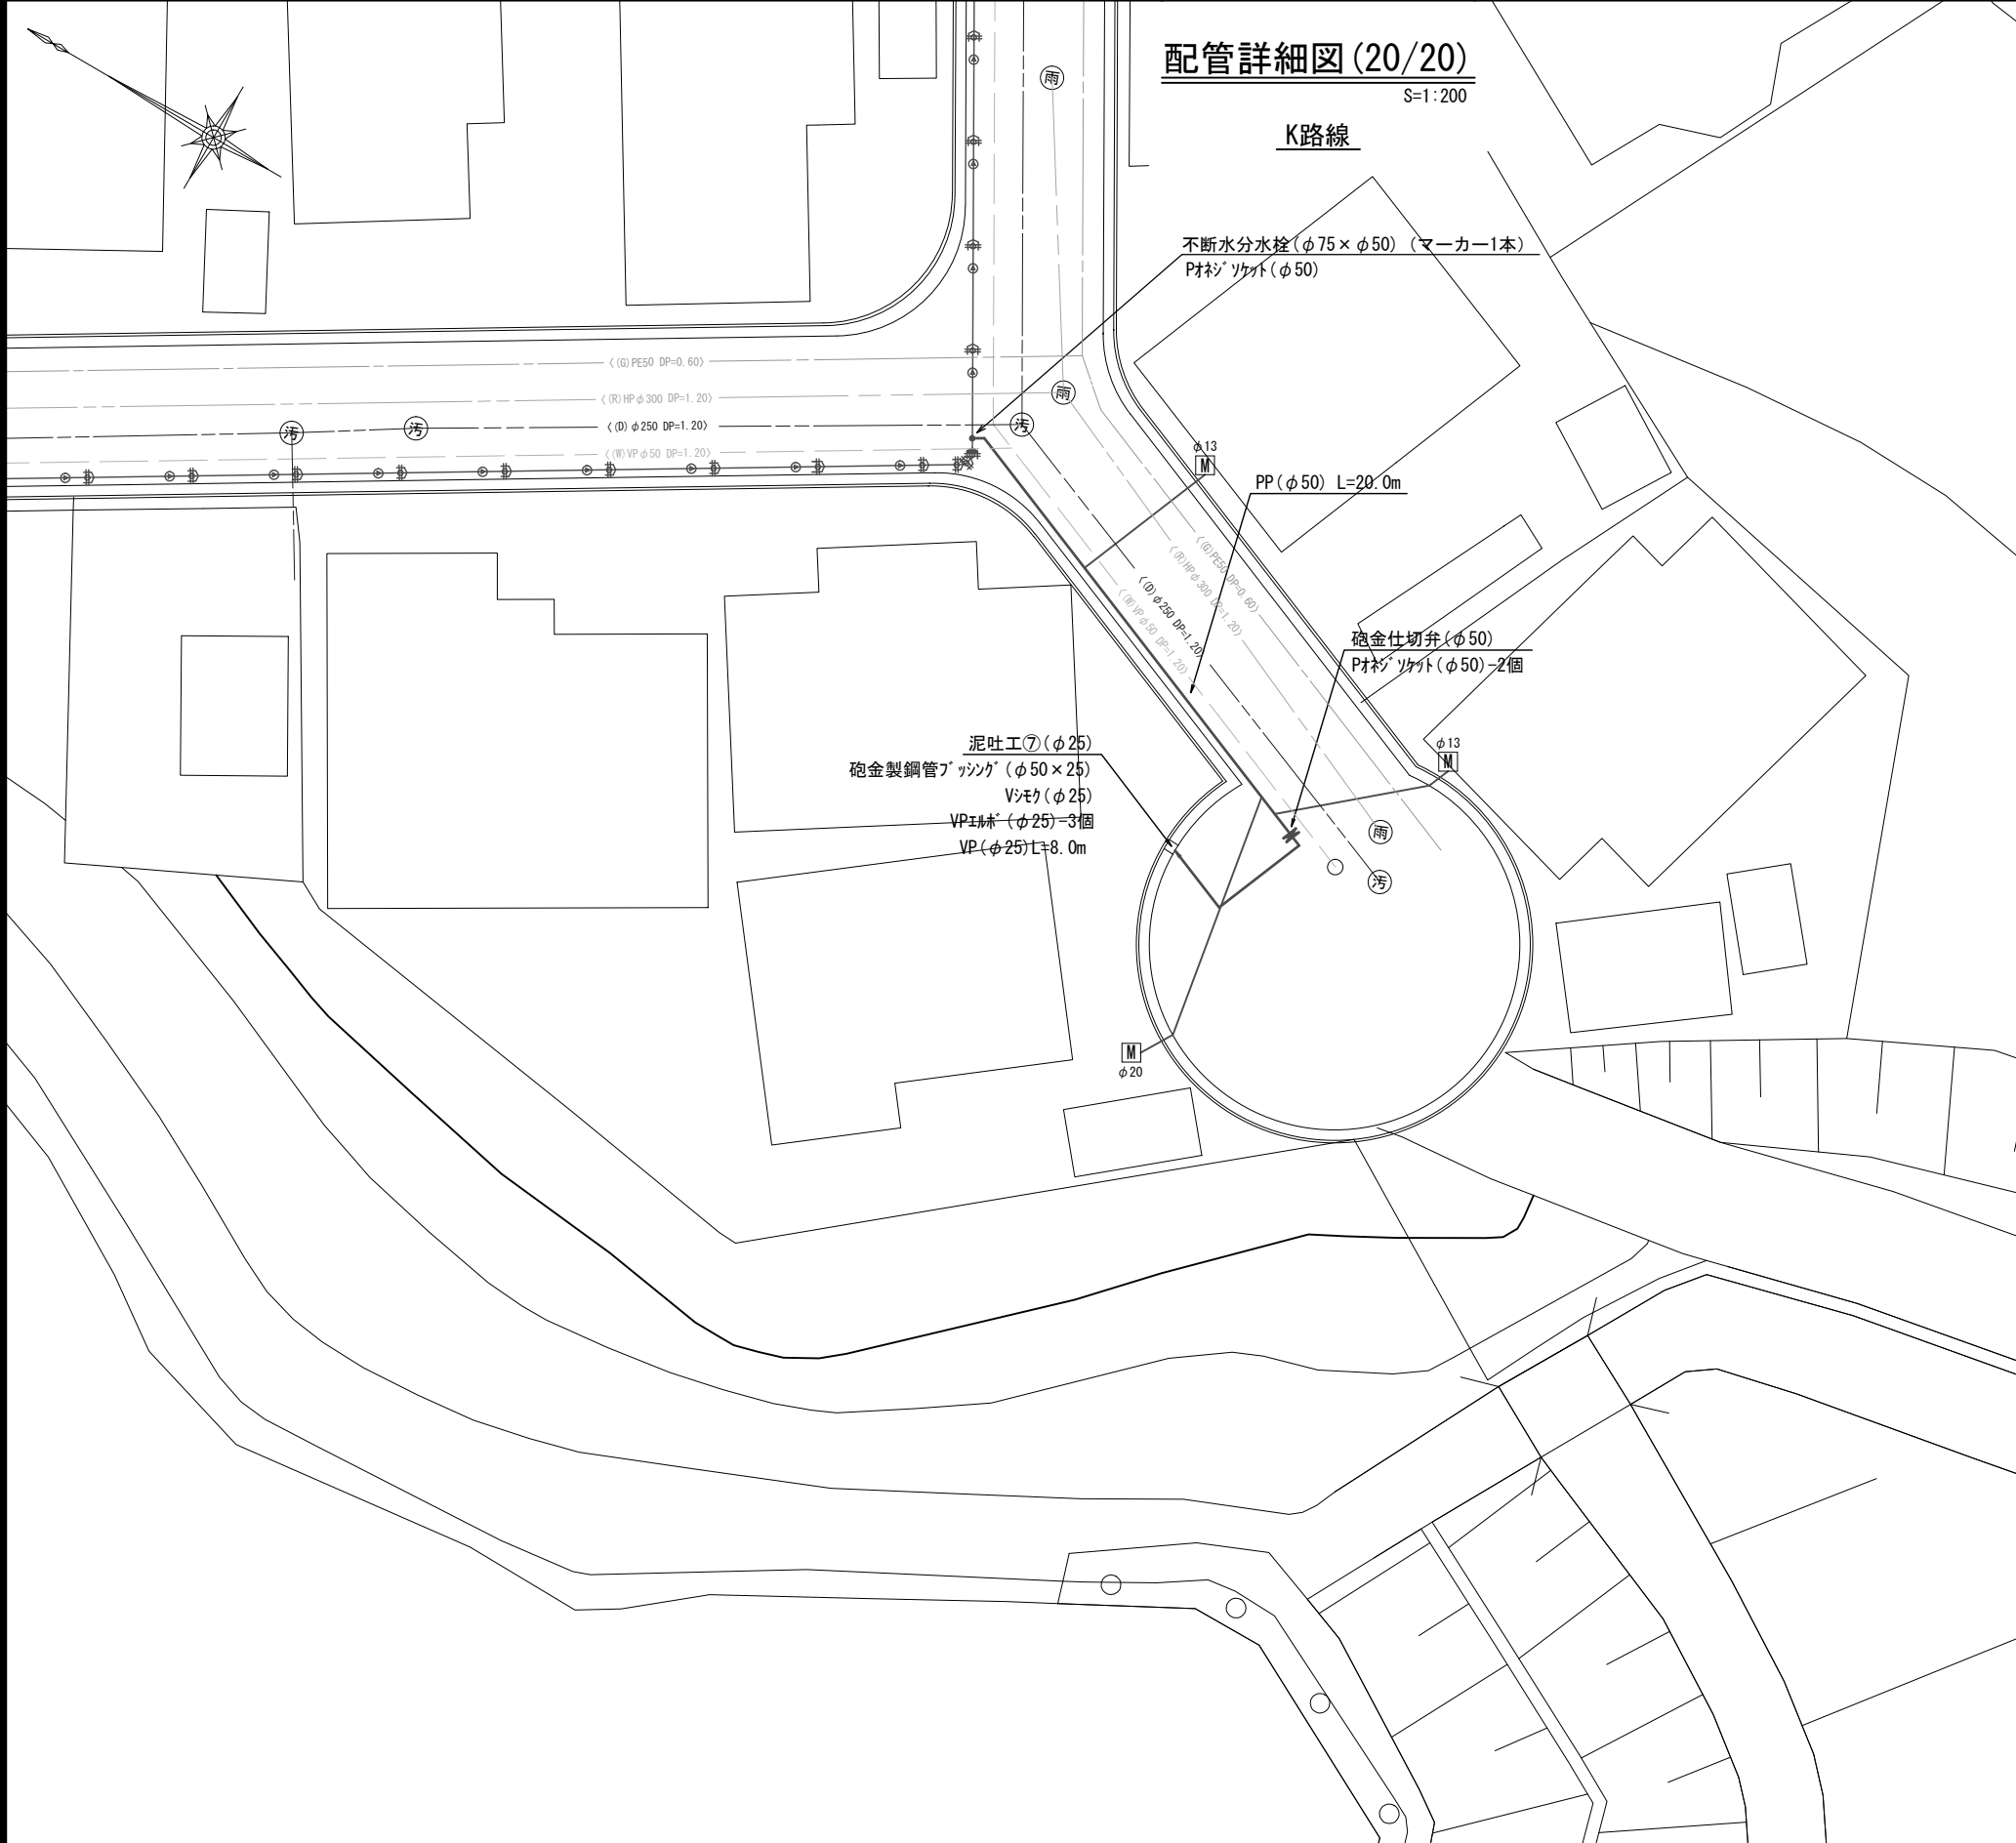 配管詳細図(20/20)
S=1:200
K路線
雨
不断水分水栓(φ75×φ50) (マーカー1本)
Pオネジソケット(φ50)
<(G)PE50 DP=0.60>
<(R)HPφ300 DP=1.20>
<(D)φ250 DP=1.20>
<(W)VPφ50 DP=1.20>
汚
汚
雨
汚
φ13
M
PP(φ50) L=20.0m
<(G)PE50 DP=0.60>
<(R)HPφ300 DP=1.20>
<(D)φ250 DP=1.20>
<(W)VPφ50 DP=1.20>
砲金仕切弁(φ50)
Pオネジソケット(φ50)-2個
泥吐工⑦(φ25)
砲金製鋼管ブッシング(φ50×25)
Vシモク(φ25)
VPエルボ(φ25)-3個
VP(φ25)L=8.0m
φ13
M
雨
汚
M
φ20